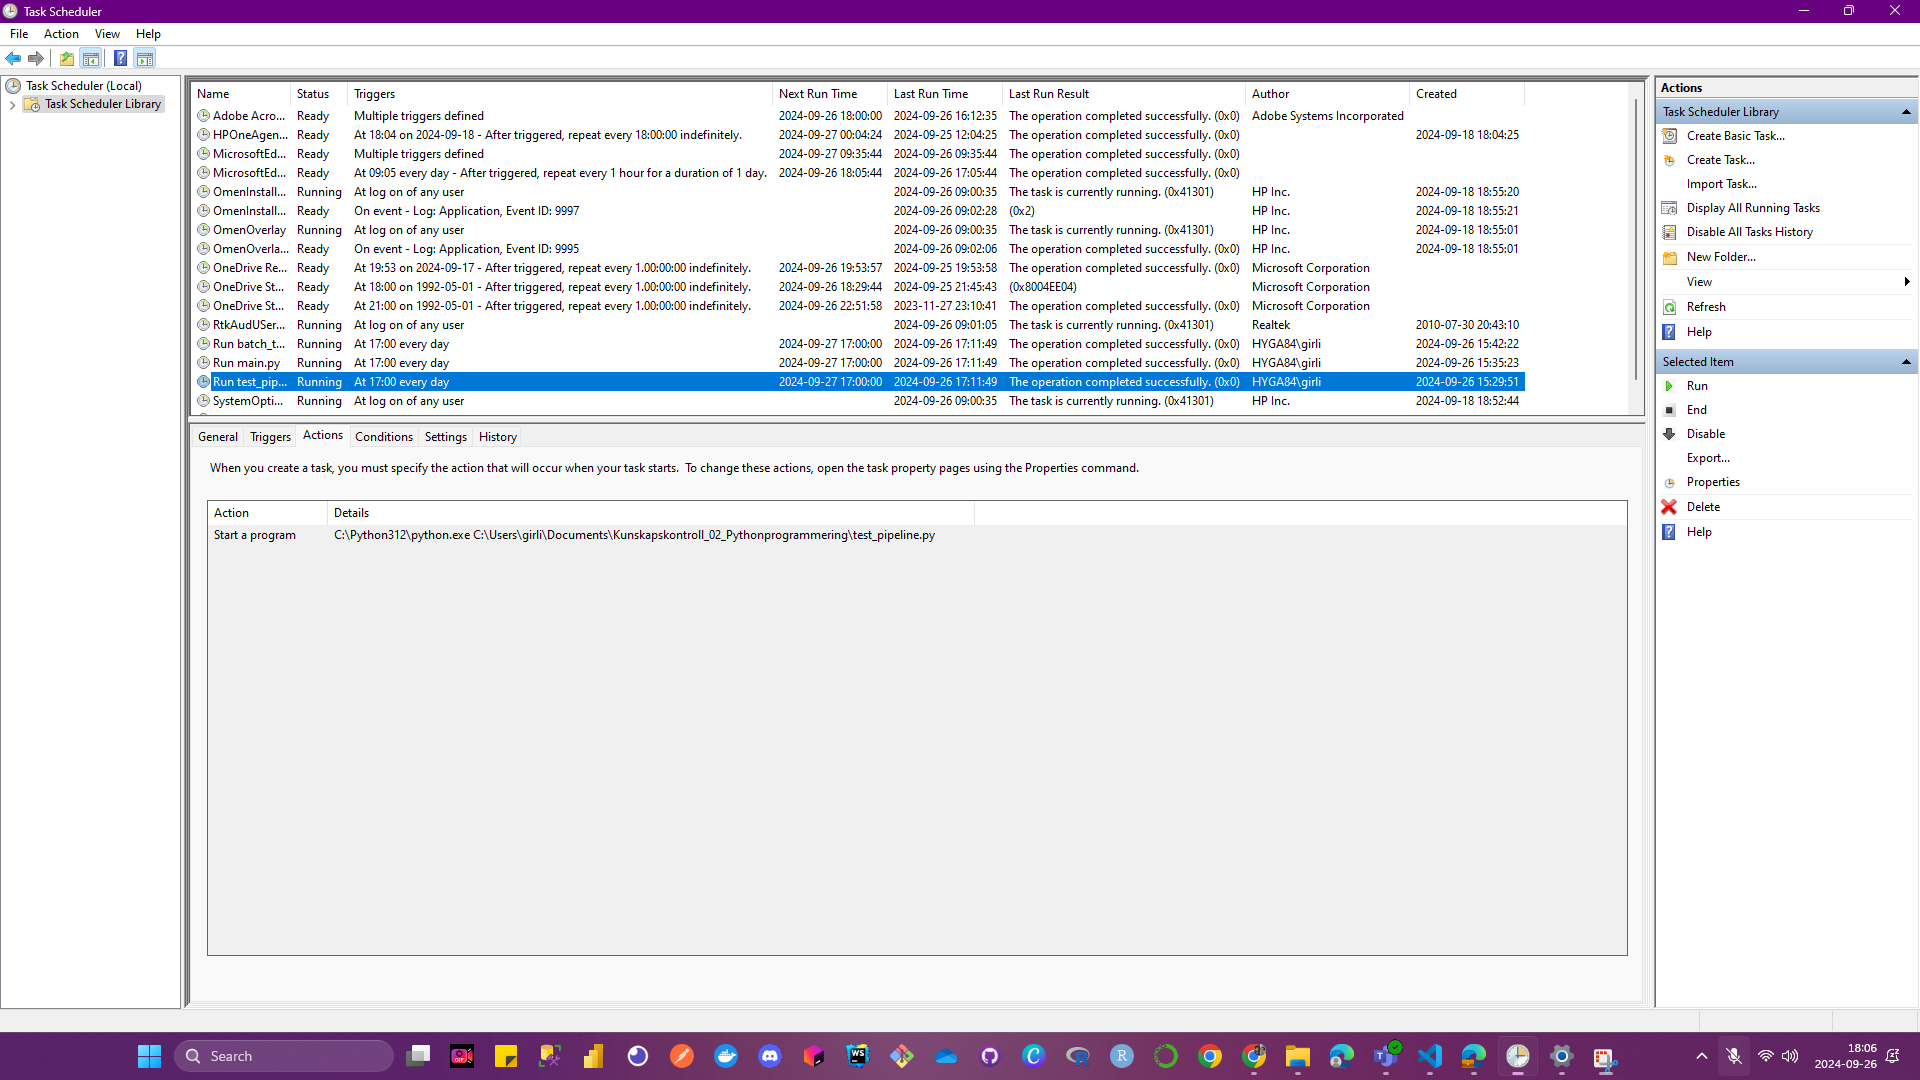 Task Scheduler
File Action View Help
Task Scheduler (Local)
Task Scheduler Library
Name Status Triggers Next Run Time Last Run Time Last Run Result Author Created
Adobe Acro... Ready Multiple triggers defined 2024-09-26 18:00:00 2024-09-26 16:12:35 The operation completed successfully. (0x0) Adobe Systems Incorporated
HPOneAgen... Ready At 18:04 on 2024-09-18 - After triggered, repeat every 18:00:00 indefinitely. 2024-09-27 00:04:24 2024-09-25 12:04:25 The operation completed successfully. (0x0) 2024-09-18 18:04:25
MicrosoftEd... Ready Multiple triggers defined 2024-09-27 09:35:44 2024-09-26 09:35:44 The operation completed successfully. (0x0)
MicrosoftEd... Ready At 09:05 every day - After triggered, repeat every 1 hour for a duration of 1 day. 2024-09-26 18:05:44 2024-09-26 17:05:44 The operation completed successfully. (0x0)
OmenInstall... Running At log on of any user 2024-09-26 09:00:35 The task is currently running. (0x41301) HP Inc. 2024-09-18 18:55:20
OmenInstall... Ready On event - Log: Application, Event ID: 9997 2024-09-26 09:02:28 (0x2) HP Inc. 2024-09-18 18:55:21
OmenOverlay Running At log on of any user 2024-09-26 09:00:35 The task is currently running. (0x41301) HP Inc. 2024-09-18 18:55:01
OmenOverla... Ready On event - Log: Application, Event ID: 9995 2024-09-26 09:02:06 The operation completed successfully. (0x0) HP Inc. 2024-09-18 18:55:01
OneDrive Re... Ready At 19:53 on 2024-09-17 - After triggered, repeat every 1.00:00:00 indefinitely. 2024-09-26 19:53:57 2024-09-25 19:53:58 The operation completed successfully. (0x0) Microsoft Corporation
OneDrive St... Ready At 18:00 on 1992-05-01 - After triggered, repeat every 1.00:00:00 indefinitely. 2024-09-26 18:29:44 2024-09-25 21:45:43 (0x8004EE04) Microsoft Corporation
OneDrive St... Ready At 21:00 on 1992-05-01 - After triggered, repeat every 1.00:00:00 indefinitely. 2024-09-26 22:51:58 2023-11-27 23:10:41 The operation completed successfully. (0x0) Microsoft Corporation
RtkAudUSer... Running At log on of any user 2024-09-26 09:01:05 The task is currently running. (0x41301) Realtek 2010-07-30 20:43:10
Run batch_t... Running At 17:00 every day 2024-09-27 17:00:00 2024-09-26 17:11:49 The operation completed successfully. (0x0) HYGA84\girli 2024-09-26 15:42:22
Run main.py Running At 17:00 every day 2024-09-27 17:00:00 2024-09-26 17:11:49 The operation completed successfully. (0x0) HYGA84\girli 2024-09-26 15:35:23
Run test_pip... Running At 17:00 every day 2024-09-27 17:00:00 2024-09-26 17:11:49 The operation completed successfully. (0x0) HYGA84\girli 2024-09-26 15:29:51
SystemOpti... Running At log on of any user 2024-09-26 09:00:35 The task is currently running. (0x41301) HP Inc. 2024-09-18 18:52:44
General Triggers Actions Conditions Settings History
When you create a task, you must specify the action that will occur when your task starts. To change these actions, open the task property pages using the Properties command.
Action Details
Start a program C:\Python312\python.exe C:\Users\girli\Documents\Kunskapskontroll_02_Pythonprogrammering\test_pipeline.py
Actions
Task Scheduler Library
Create Basic Task...
Create Task...
Import Task...
Display All Running Tasks
Disable All Tasks History
New Folder...
View
Refresh
Help
Selected Item
Run
End
Disable
Export...
Properties
Delete
Help
Search
18:06
2024-09-26